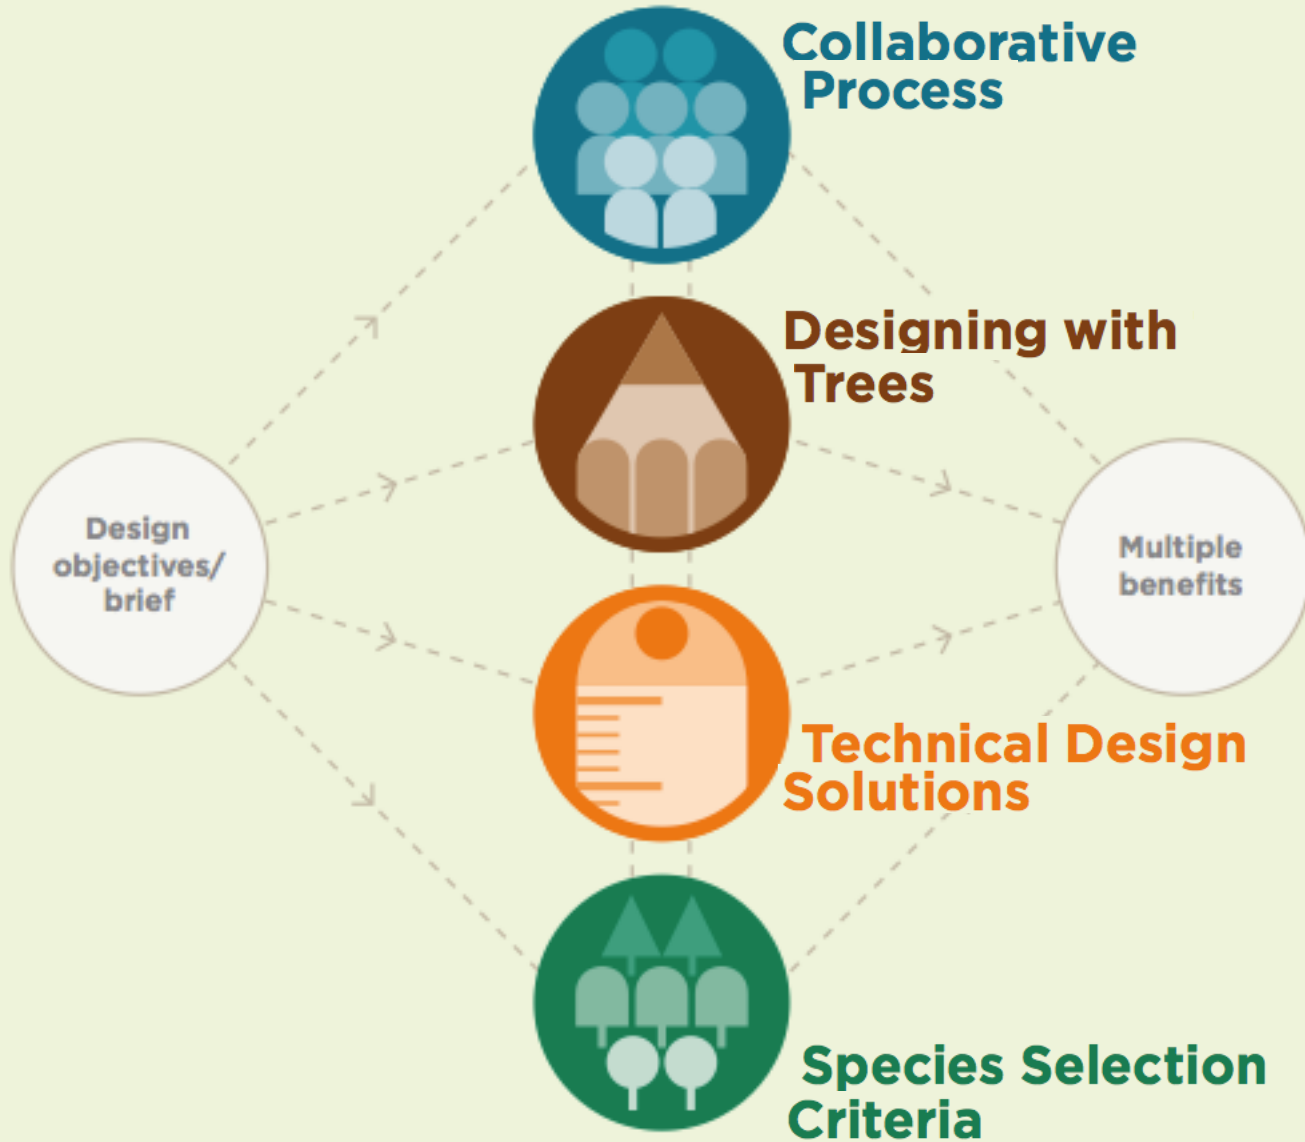 Collaborative
Process
Designing with
Trees
Design
objectives/
brief
Multiple
benefits
Technical Design
Solutions
Species Selection
Criteria